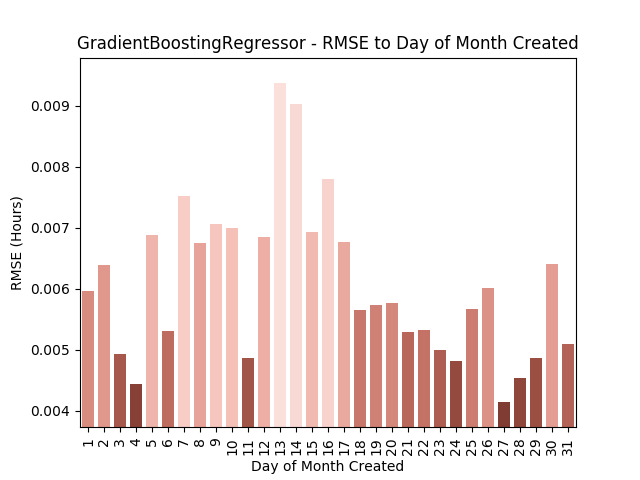 GradientBoostingRegressor - RMSE to Day of Month Created
0.009
0.008
0.007
0.006
0.005
0.004
RMSE (Hours)
1 2 3 4 5 6 7 8 9 10 11 12 13 14 15 16 17 18 19 20 21 22 23 24 25 26 27 28 29 30 31
Day of Month Created